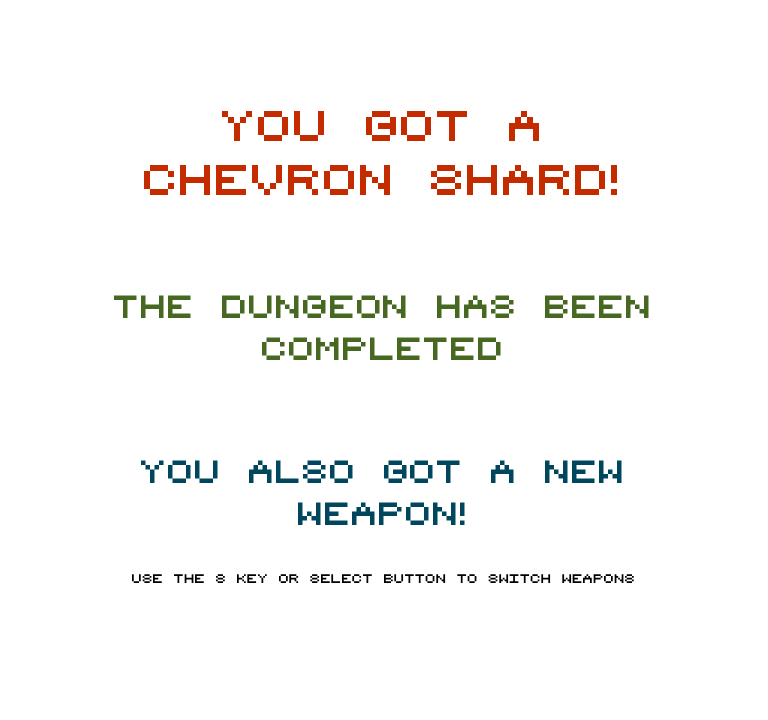 YOU GOT A
CHEVRON SHARD!
THE DUNGEON HAS BEEN
COMPLETED
YOU ALSO GOT A NEW
WEAPON!
USE THE S KEY OR SELECT BUTTON TO SWITCH WEAPONS